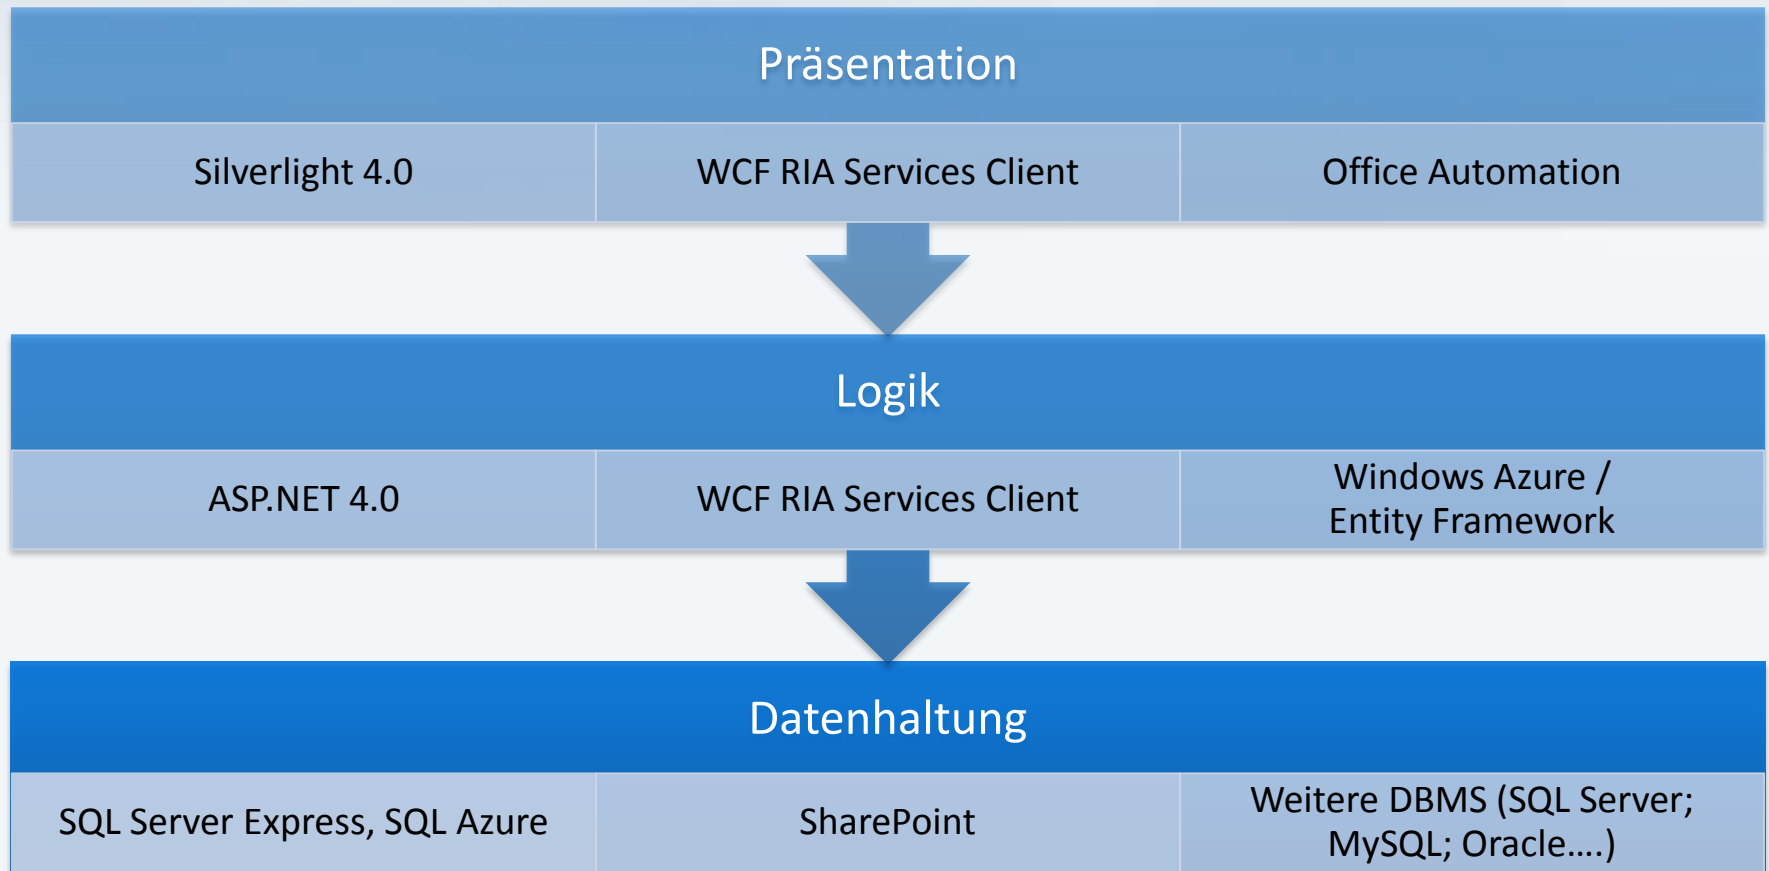 Präsentation
Silverlight 4.0
WCF RIA Services Client
Office Automation
Logik
ASP.NET 4.0
WCF RIA Services Client
Windows Azure /
Entity Framework
Datenhaltung
SQL Server Express, SQL Azure
SharePoint
Weitere DBMS (SQL Server;
MySQL; Oracle....)